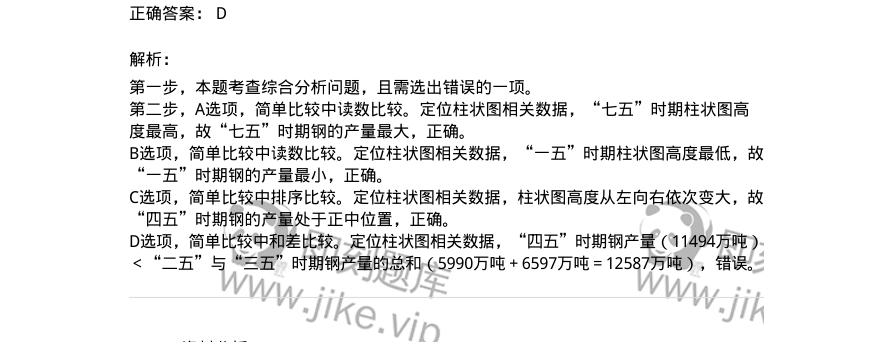 正确答案： D
解析：
第一步，本题考查综合分析问题，且需选出错误的一项。
第二步，A选项，简单比较中读数比较。定位柱状图相关数据，“七五”时期柱状图高
度最高，故“七五”时期钢的产量最大，正确。
B选项，简单比较中读数比较。定位柱状图相关数据，“一五”时期柱状图高度最低，故
“一五”时期钢的产量最小，正确。
C选项，简单比较中排序比较。定位柱状图相关数据，柱状图高度从左向右依次变大，故
“四五”时期钢的产量处于正中位置，正确。
D选项，简单比较中和差比较。定位柱状图相关数据，“四五”时期钢产量（11494万吨）
＜“二五”与“三五”时期钢产量的总和（5990万吨＋6597万吨＝12587万吨），错误。
即刻题库
www.jike.vip
即刻
www.ji